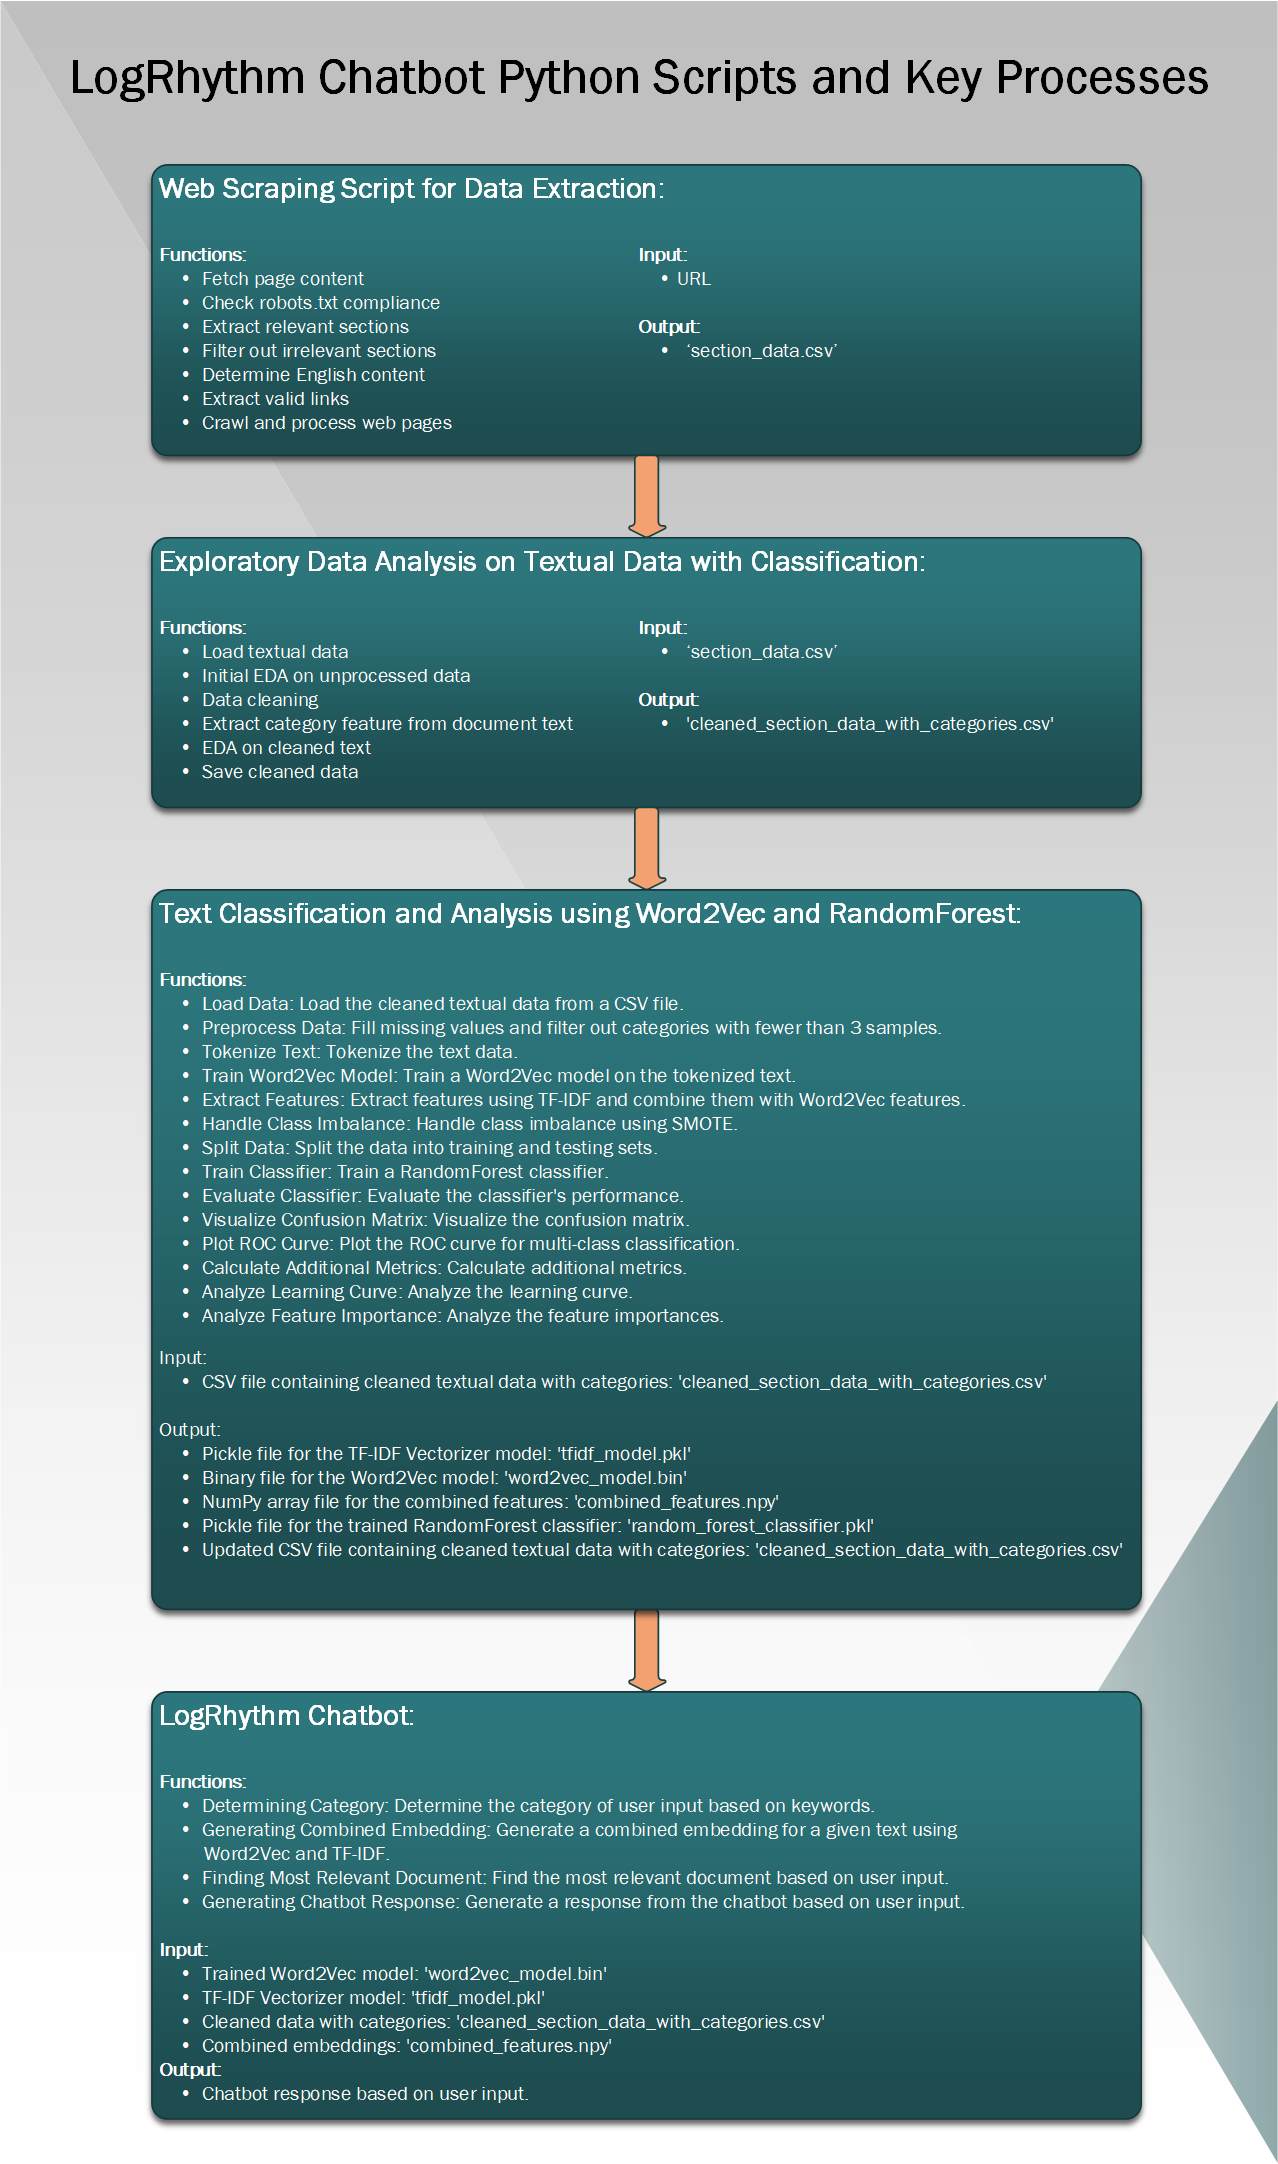 LogRhythm Chatbot Python Scripts and Key Processes
Web Scraping Script for Data Extraction:
Functions:
• Fetch page content
• Check robots.txt compliance
• Extract relevant sections
• Filter out irrelevant sections
• Determine English content
• Extract valid links
• Crawl and process web pages
Input:
• URL
Output:
• ‘section_data.csv’
Exploratory Data Analysis on Textual Data with Classification:
Functions:
• Load textual data
• Initial EDA on unprocessed data
• Data cleaning
• Extract category feature from document text
• EDA on cleaned text
• Save cleaned data
Input:
• ‘section_data.csv’
Output:
• 'cleaned_section_data_with_categories.csv'
Text Classification and Analysis using Word2Vec and RandomForest:
Functions:
• Load Data: Load the cleaned textual data from a CSV file.
• Preprocess Data: Fill missing values and filter out categories with fewer than 3 samples.
• Tokenize Text: Tokenize the text data.
• Train Word2Vec Model: Train a Word2Vec model on the tokenized text.
• Extract Features: Extract features using TF-IDF and combine them with Word2Vec features.
• Handle Class Imbalance: Handle class imbalance using SMOTE.
• Split Data: Split the data into training and testing sets.
• Train Classifier: Train a RandomForest classifier.
• Evaluate Classifier: Evaluate the classifier's performance.
• Visualize Confusion Matrix: Visualize the confusion matrix.
• Plot ROC Curve: Plot the ROC curve for multi-class classification.
• Calculate Additional Metrics: Calculate additional metrics.
• Analyze Learning Curve: Analyze the learning curve.
• Analyze Feature Importance: Analyze the feature importances.
Input:
• CSV file containing cleaned textual data with categories: 'cleaned_section_data_with_categories.csv'
Output:
• Pickle file for the TF-IDF Vectorizer model: 'tfidf_model.pkl'
• Binary file for the Word2Vec model: 'word2vec_model.bin'
• NumPy array file for the combined features: 'combined_features.npy'
• Pickle file for the trained RandomForest classifier: 'random_forest_classifier.pkl'
• Updated CSV file containing cleaned textual data with categories: 'cleaned_section_data_with_categories.csv'
LogRhythm Chatbot:
Functions:
• Determining Category: Determine the category of user input based on keywords.
• Generating Combined Embedding: Generate a combined embedding for a given text using
Word2Vec and TF-IDF.
• Finding Most Relevant Document: Find the most relevant document based on user input.
• Generating Chatbot Response: Generate a response from the chatbot based on user input.
Input:
• Trained Word2Vec model: 'word2vec_model.bin'
• TF-IDF Vectorizer model: 'tfidf_model.pkl'
• Cleaned data with categories: 'cleaned_section_data_with_categories.csv'
• Combined embeddings: 'combined_features.npy'
Output:
• Chatbot response based on user input.